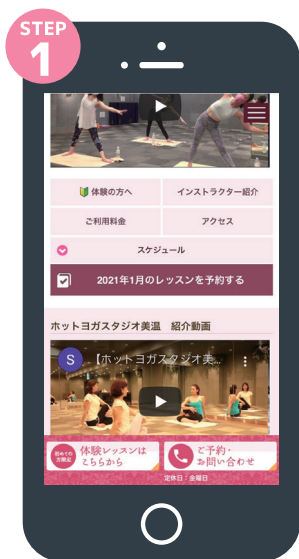 STEP
1
体験の方へ
インストラクター紹介
ご利用料金
アクセス
スケジュール
2021年1月のレッスンを予約する
ホットヨガスタジオ美温 紹介動画
S
【ホットヨガスタジオ美...
初めての
方限定
体験レッスンは
こちらから
ご予約・
お問い合わせ
定休日：金曜日